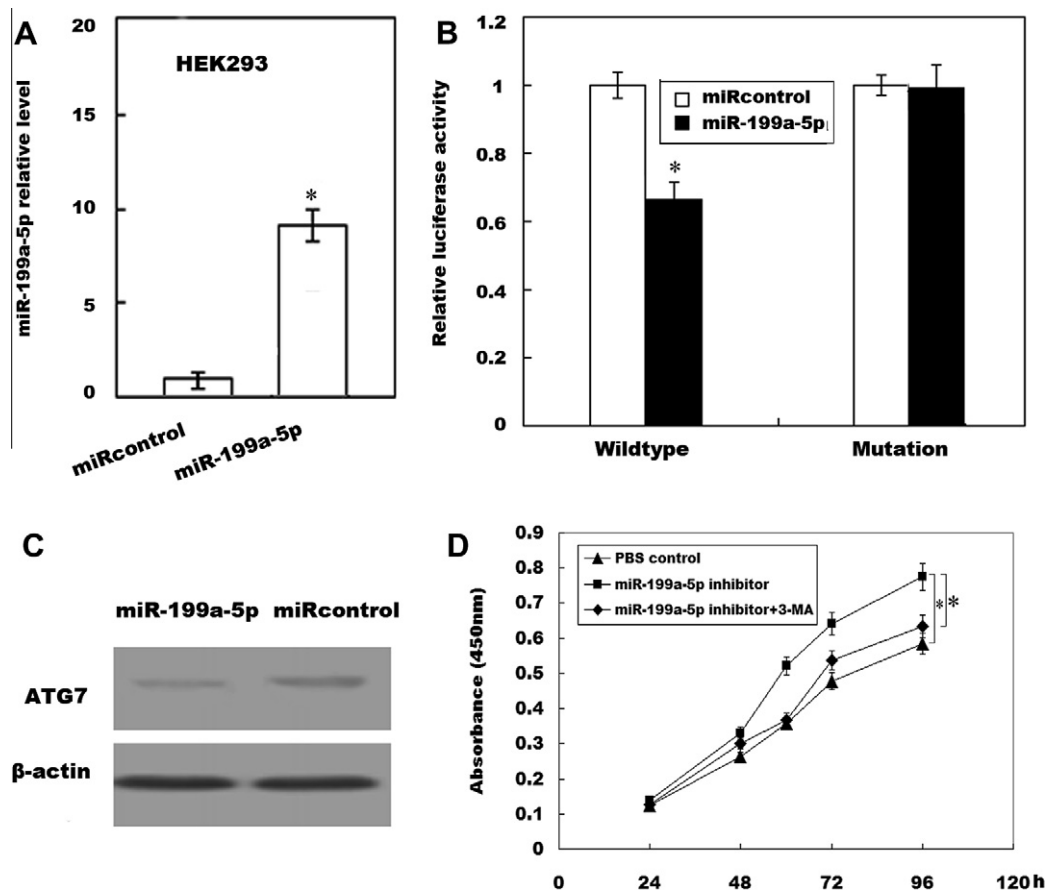 A
20
15
10
5
0
miR-199a-5p relative level
HEK293
*
miRcontrol
miR-199a-5p
B
1.2
1
0.8
0.6
0.4
0.2
0
Relative luciferase activity
miRcontrol
miR-199a-5p
*
Wildtype
Mutation
C
miR-199a-5p miRcontrol
ATG7
β-actin
D
0.9
0.8
0.7
0.6
0.5
0.4
0.3
0.2
0.1
0
Absorbance (450nm)
PBS control
miR-199a-5p inhibitor
miR-199a-5p inhibitor+3-MA
* *
0 24 48 72 96 120 h